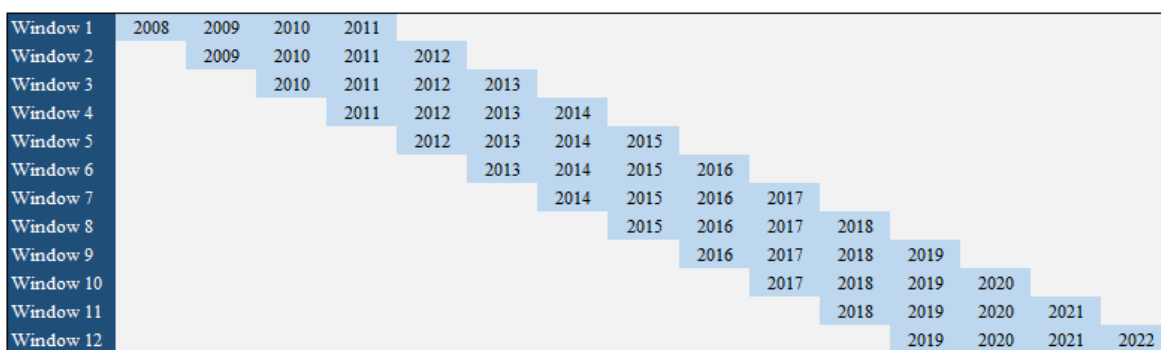 Window 1 2008 2009 2010 2011
Window 2 2009 2010 2011 2012
Window 3 2010 2011 2012 2013
Window 4 2011 2012 2013 2014
Window 5 2012 2013 2014 2015
Window 6 2013 2014 2015 2016
Window 7 2014 2015 2016 2017
Window 8 2015 2016 2017 2018
Window 9 2016 2017 2018 2019
Window 10 2017 2018 2019 2020
Window 11 2018 2019 2020 2021
Window 12 2019 2020 2021 2022